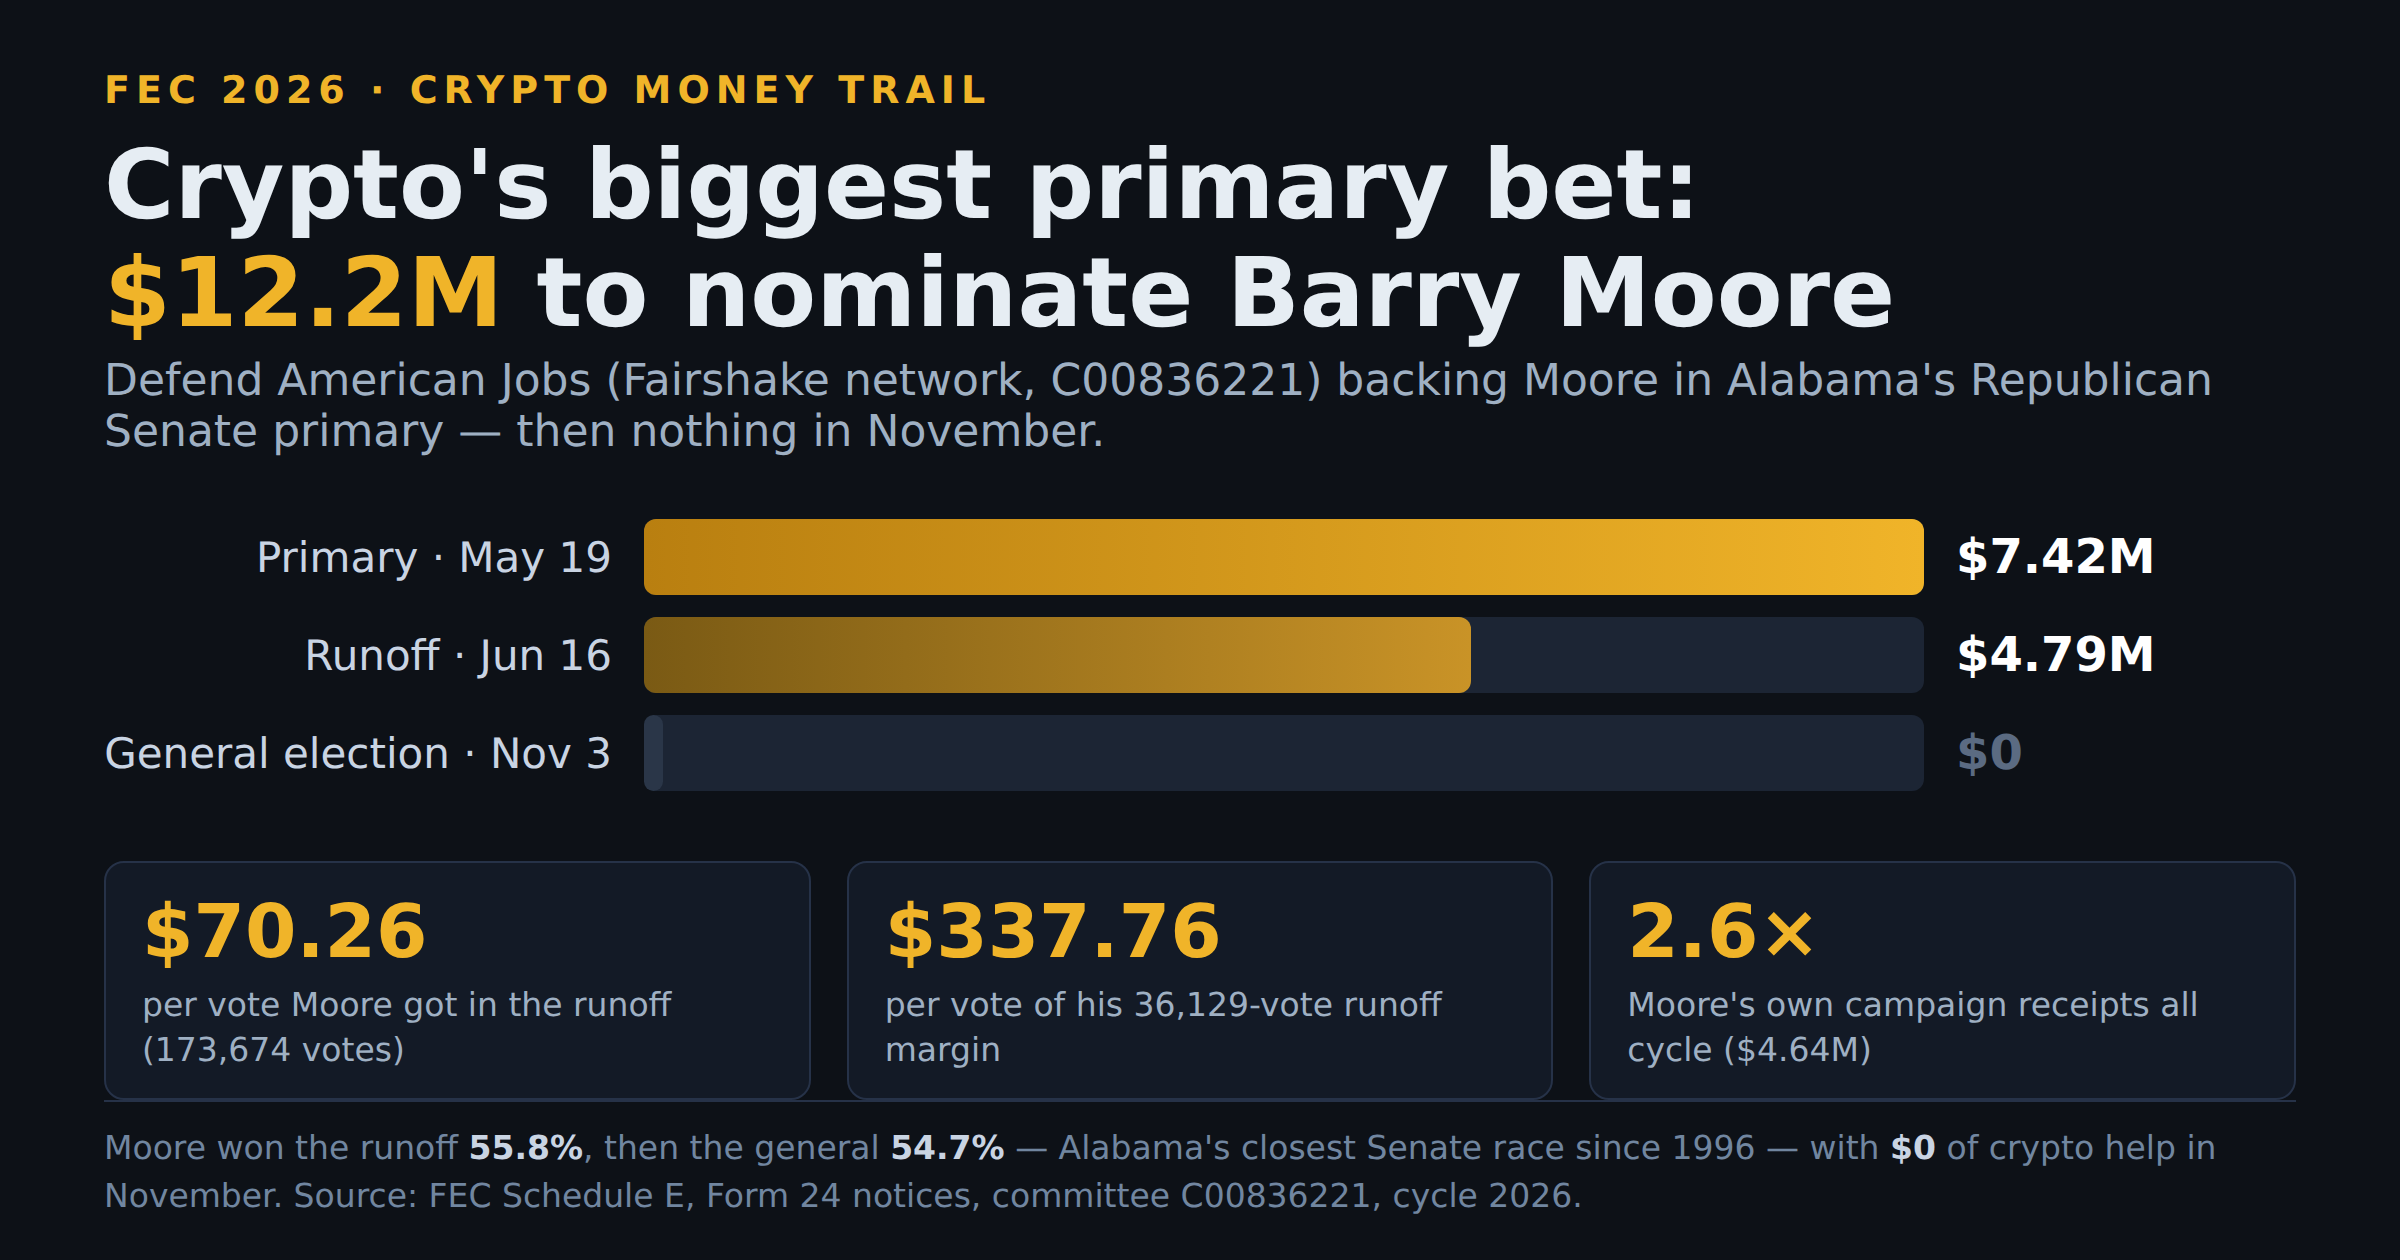 FEC 2026 · CRYPTO MONEY TRAIL
Crypto's biggest primary bet:
$12.2M to nominate Barry Moore
Defend American Jobs (Fairshake network, C00836221) backing Moore in Alabama's Republican
Senate primary — then nothing in November.
Primary · May 19 $7.42M
Runoff · Jun 16 $4.79M
General election · Nov 3 $0
$70.26
per vote Moore got in the runoff
(173,674 votes)
$337.76
per vote of his 36,129-vote runoff
margin
2.6×
Moore's own campaign receipts all
cycle ($4.64M)
Moore won the runoff 55.8%, then the general 54.7% — Alabama's closest Senate race since 1996 — with $0 of crypto help in
November. Source: FEC Schedule E, Form 24 notices, committee C00836221, cycle 2026.